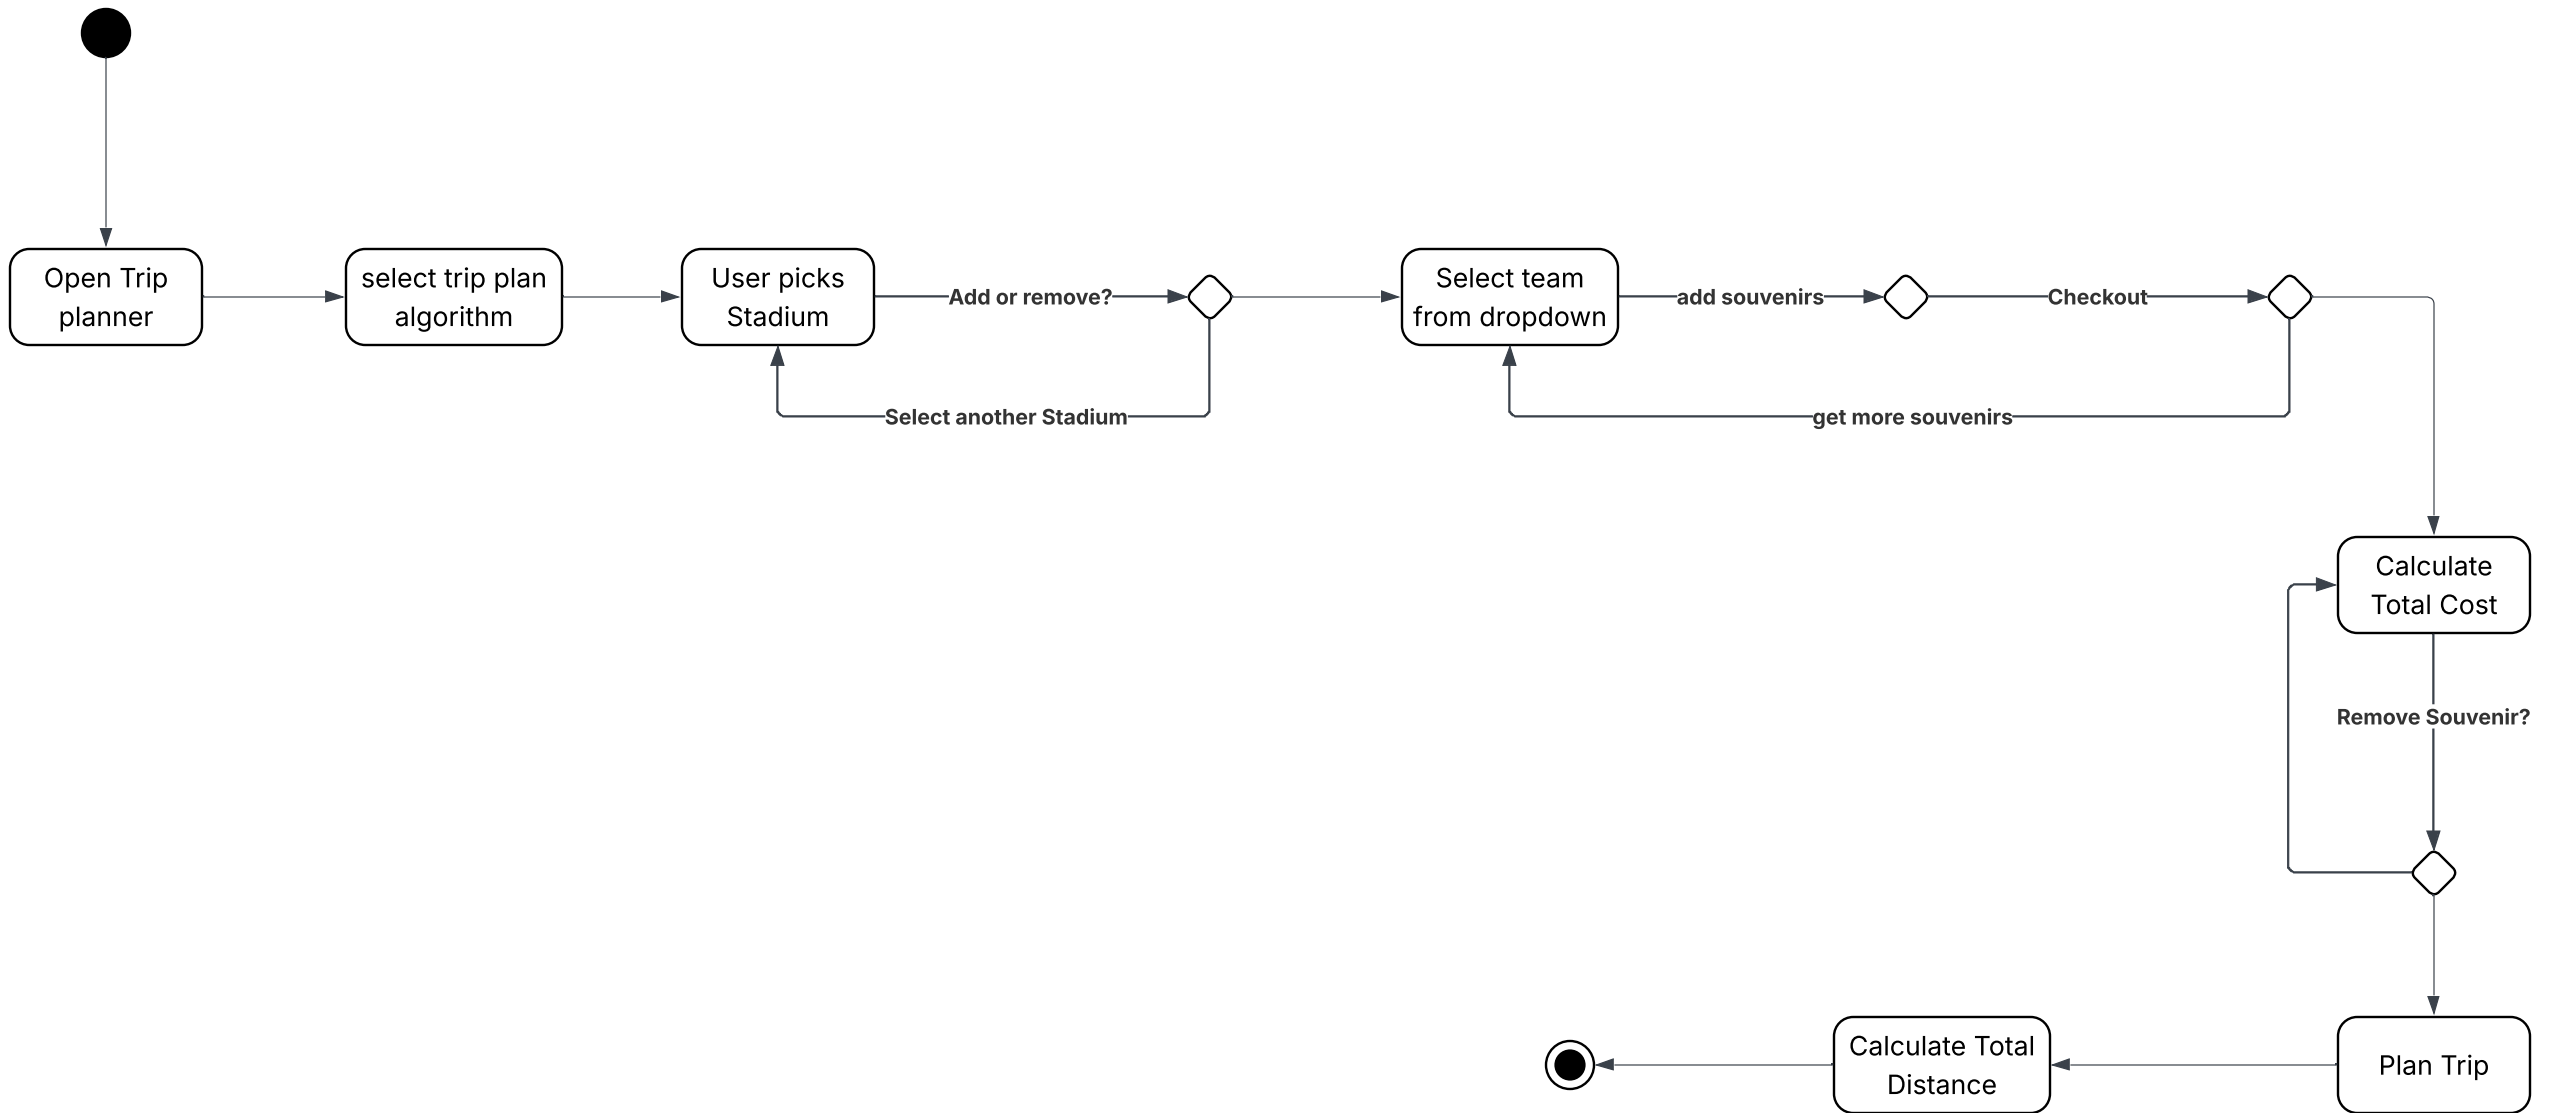 Open Trip
planner
select trip plan
algorithm
User picks
Stadium
Add or remove?
Select team
from dropdown
add souvenirs
Checkout
Select another Stadium
get more souvenirs
Calculate
Total Cost
Remove Souvenir?
Calculate Total
Distance
Plan Trip